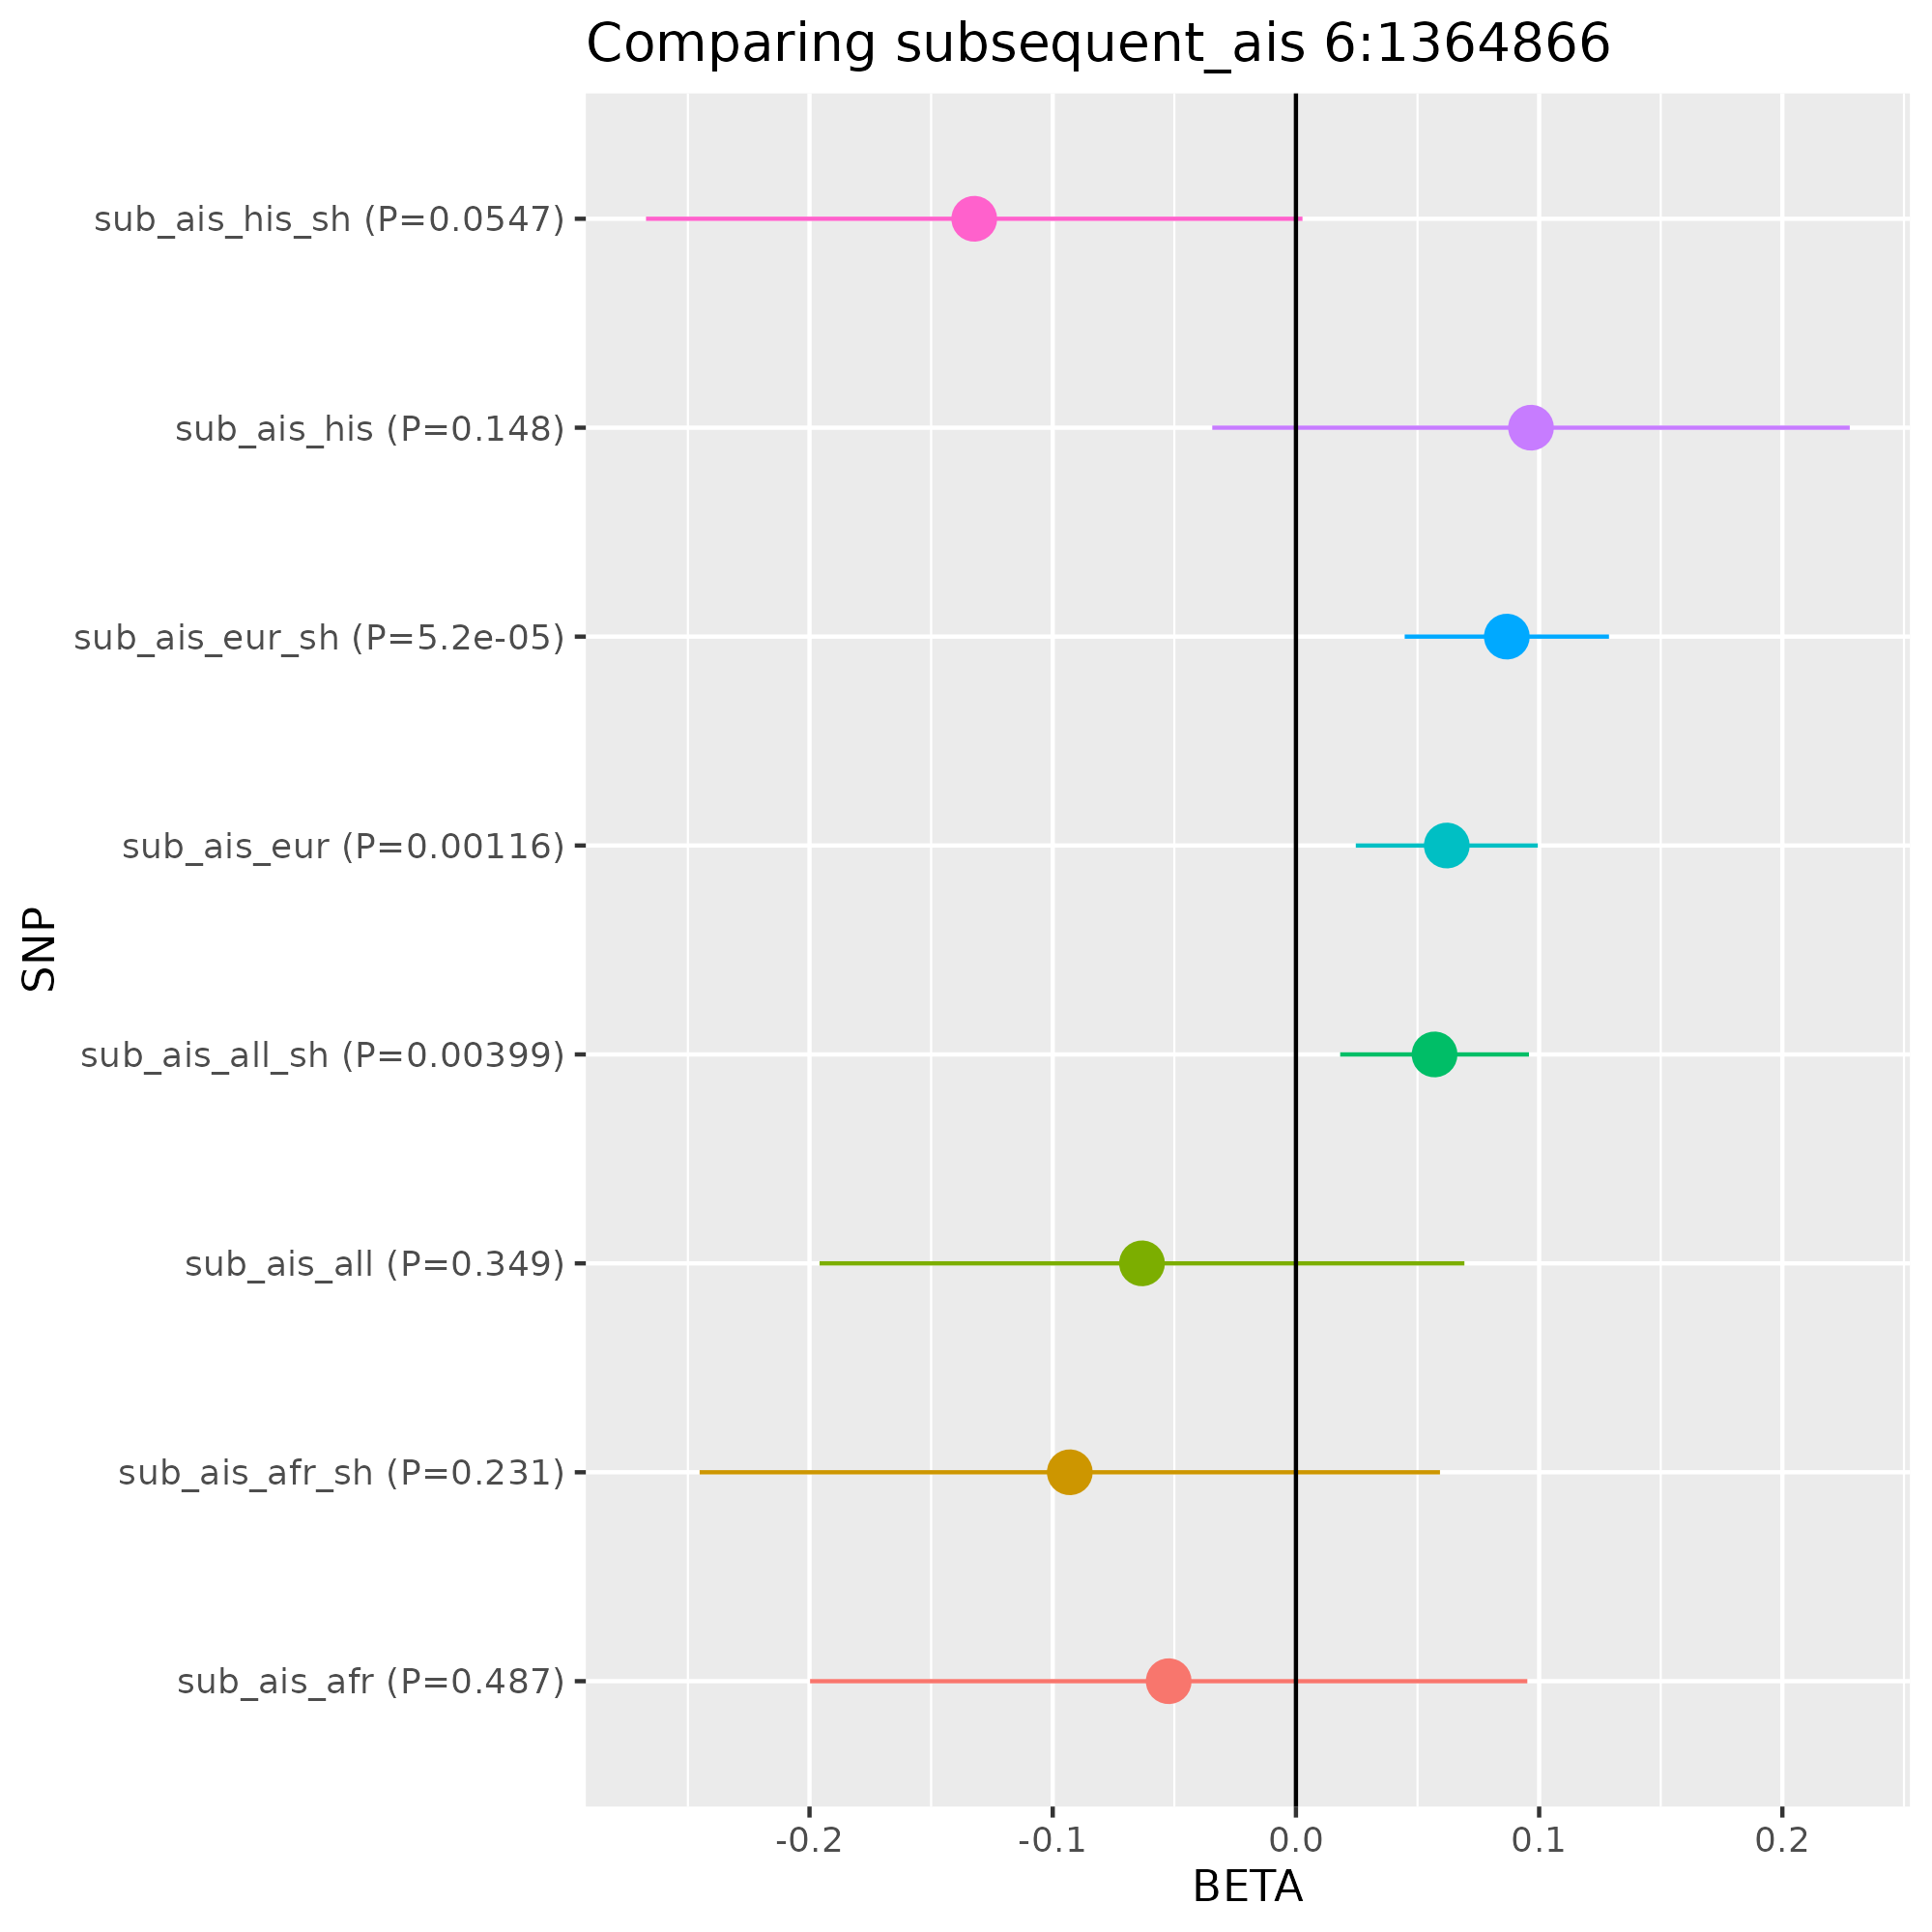 Comparing subsequent_ais 6:1364866
sub_ais_his_sh (P=0.0547)
sub_ais_his (P=0.148)
sub_ais_eur_sh (P=5.2e-05)
sub_ais_eur (P=0.00116)
sub_ais_all_sh (P=0.00399)
sub_ais_all (P=0.349)
sub_ais_afr_sh (P=0.231)
sub_ais_afr (P=0.487)
SNP
-0.2 -0.1 0.0 0.1 0.2
BETA